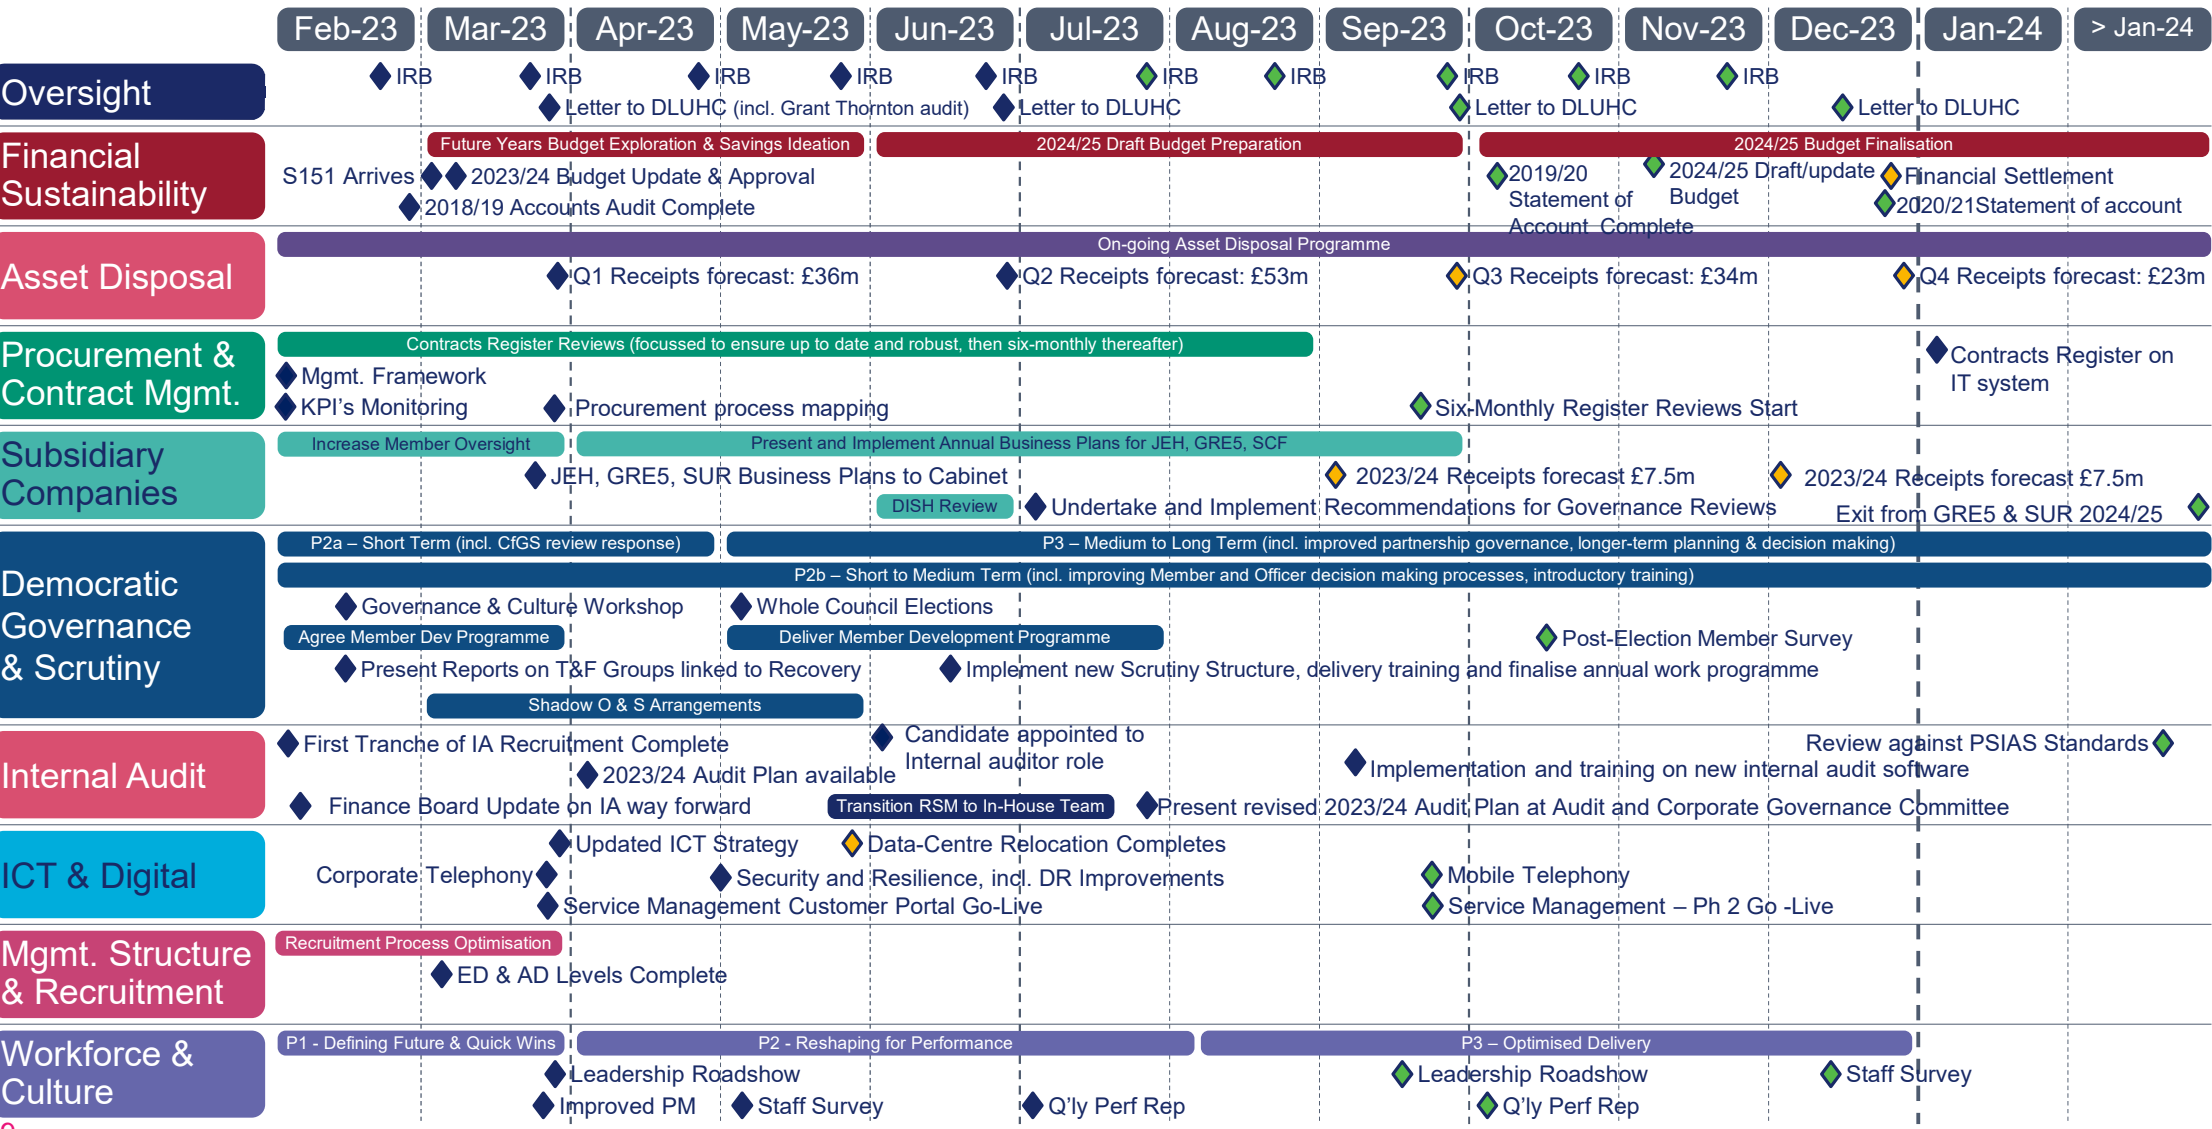 Feb-23 Mar-23 Apr-23 May-23 Jun-23 Jul-23 Aug-23 Sep-23 Oct-23 Nov-23 Dec-23 Jan-24 > Jan-24
Oversight
IRB IRB IRB IRB IRB IRB IRB IRB IRB IRB
Letter to DLUHC (incl. Grant Thornton audit) Letter to DLUHC Letter to DLUHC Letter to DLUHC
Financial
Sustainability
Future Years Budget Exploration & Savings Ideation 2024/25 Draft Budget Preparation 2024/25 Budget Finalisation
S151 Arrives 2023/24 Budget Update & Approval
2018/19 Accounts Audit Complete
2019/20
Statement of
Account Complete
2024/25 Draft/update
Budget
Financial Settlement
2020/21Statement of account
Asset Disposal
On-going Asset Disposal Programme
Q1 Receipts forecast: £36m Q2 Receipts forecast: £53m Q3 Receipts forecast: £34m Q4 Receipts forecast: £23m
Procurement &
Contract Mgmt.
Contracts Register Reviews (focussed to ensure up to date and robust, then six-monthly thereafter)
Mgmt. Framework
KPI's Monitoring Procurement process mapping Six-Monthly Register Reviews Start
Contracts Register on
IT system
Subsidiary
Companies
Increase Member Oversight Present and Implement Annual Business Plans for JEH, GRE5, SCF
JEH, GRE5, SUR Business Plans to Cabinet 2023/24 Receipts forecast £7.5m 2023/24 Receipts forecast £7.5m
DISH Review Undertake and Implement Recommendations for Governance Reviews Exit from GRE5 & SUR 2024/25
Democratic
Governance
& Scrutiny
P2a – Short Term (incl. CfGS review response) P3 – Medium to Long Term (incl. improved partnership governance, longer-term planning & decision making)
P2b – Short to Medium Term (incl. improving Member and Officer decision making processes, introductory training)
Governance & Culture Workshop Whole Council Elections
Agree Member Dev Programme Deliver Member Development Programme Post-Election Member Survey
Present Reports on T&F Groups linked to Recovery Implement new Scrutiny Structure, delivery training and finalise annual work programme
Shadow O & S Arrangements
Internal Audit
First Tranche of IA Recruitment Complete
Candidate appointed to
Internal auditor role
Review against PSIAS Standards
2023/24 Audit Plan available
Implementation and training on new internal audit software
Finance Board Update on IA way forward Transition RSM to In-House Team Present revised 2023/24 Audit Plan at Audit and Corporate Governance Committee
ICT & Digital
Updated ICT Strategy Data-Centre Relocation Completes
Corporate Telephony Security and Resilience, incl. DR Improvements Mobile Telephony
Service Management Customer Portal Go-Live Service Management – Ph 2 Go -Live
Mgmt. Structure
& Recruitment
Recruitment Process Optimisation
ED & AD Levels Complete
Workforce &
Culture
P1 - Defining Future & Quick Wins P2 - Reshaping for Performance P3 – Optimised Delivery
Leadership Roadshow Leadership Roadshow Staff Survey
Improved PM Staff Survey Q'ly Perf Rep Q'ly Perf Rep